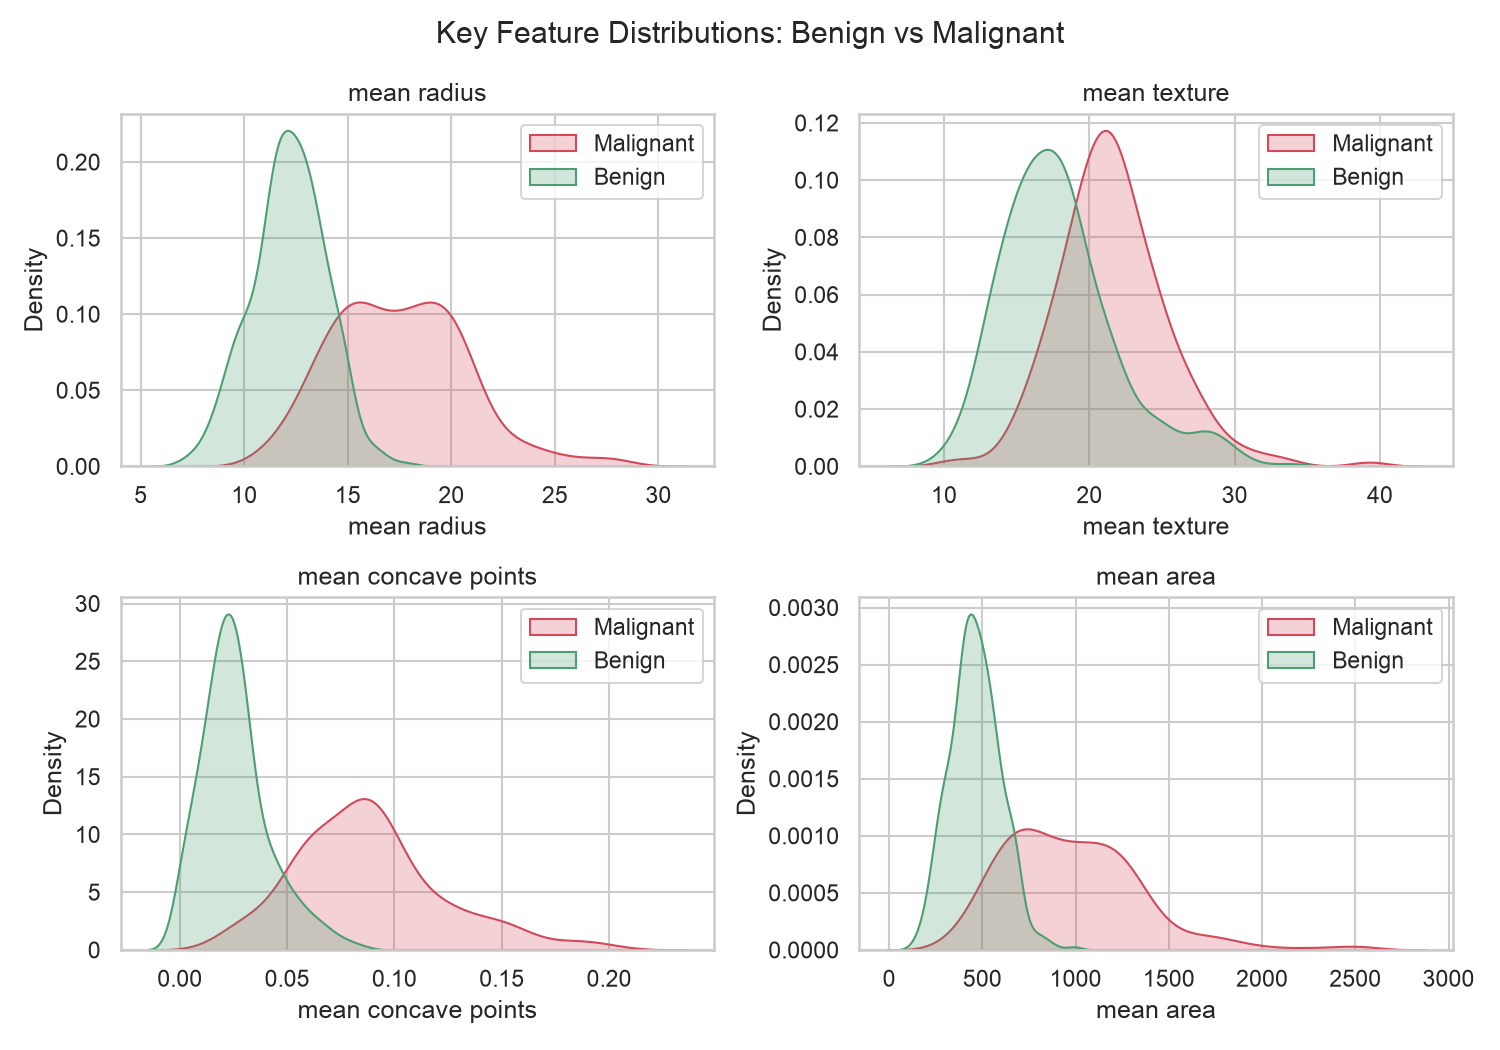 Key Feature Distributions: Benign vs Malignant
mean radius
Malignant
Benign
Density
0.20
0.15
0.10
0.05
0.00
5 10 15 20 25 30
mean radius
mean texture
Malignant
Benign
Density
0.12
0.10
0.08
0.06
0.04
0.02
0.00
10 20 30 40
mean texture
mean concave points
Malignant
Benign
Density
30
25
20
15
10
5
0
0.00 0.05 0.10 0.15 0.20
mean concave points
mean area
Malignant
Benign
Density
0.0030
0.0025
0.0020
0.0015
0.0010
0.0005
0.0000
0 500 1000 1500 2000 2500 3000
mean area